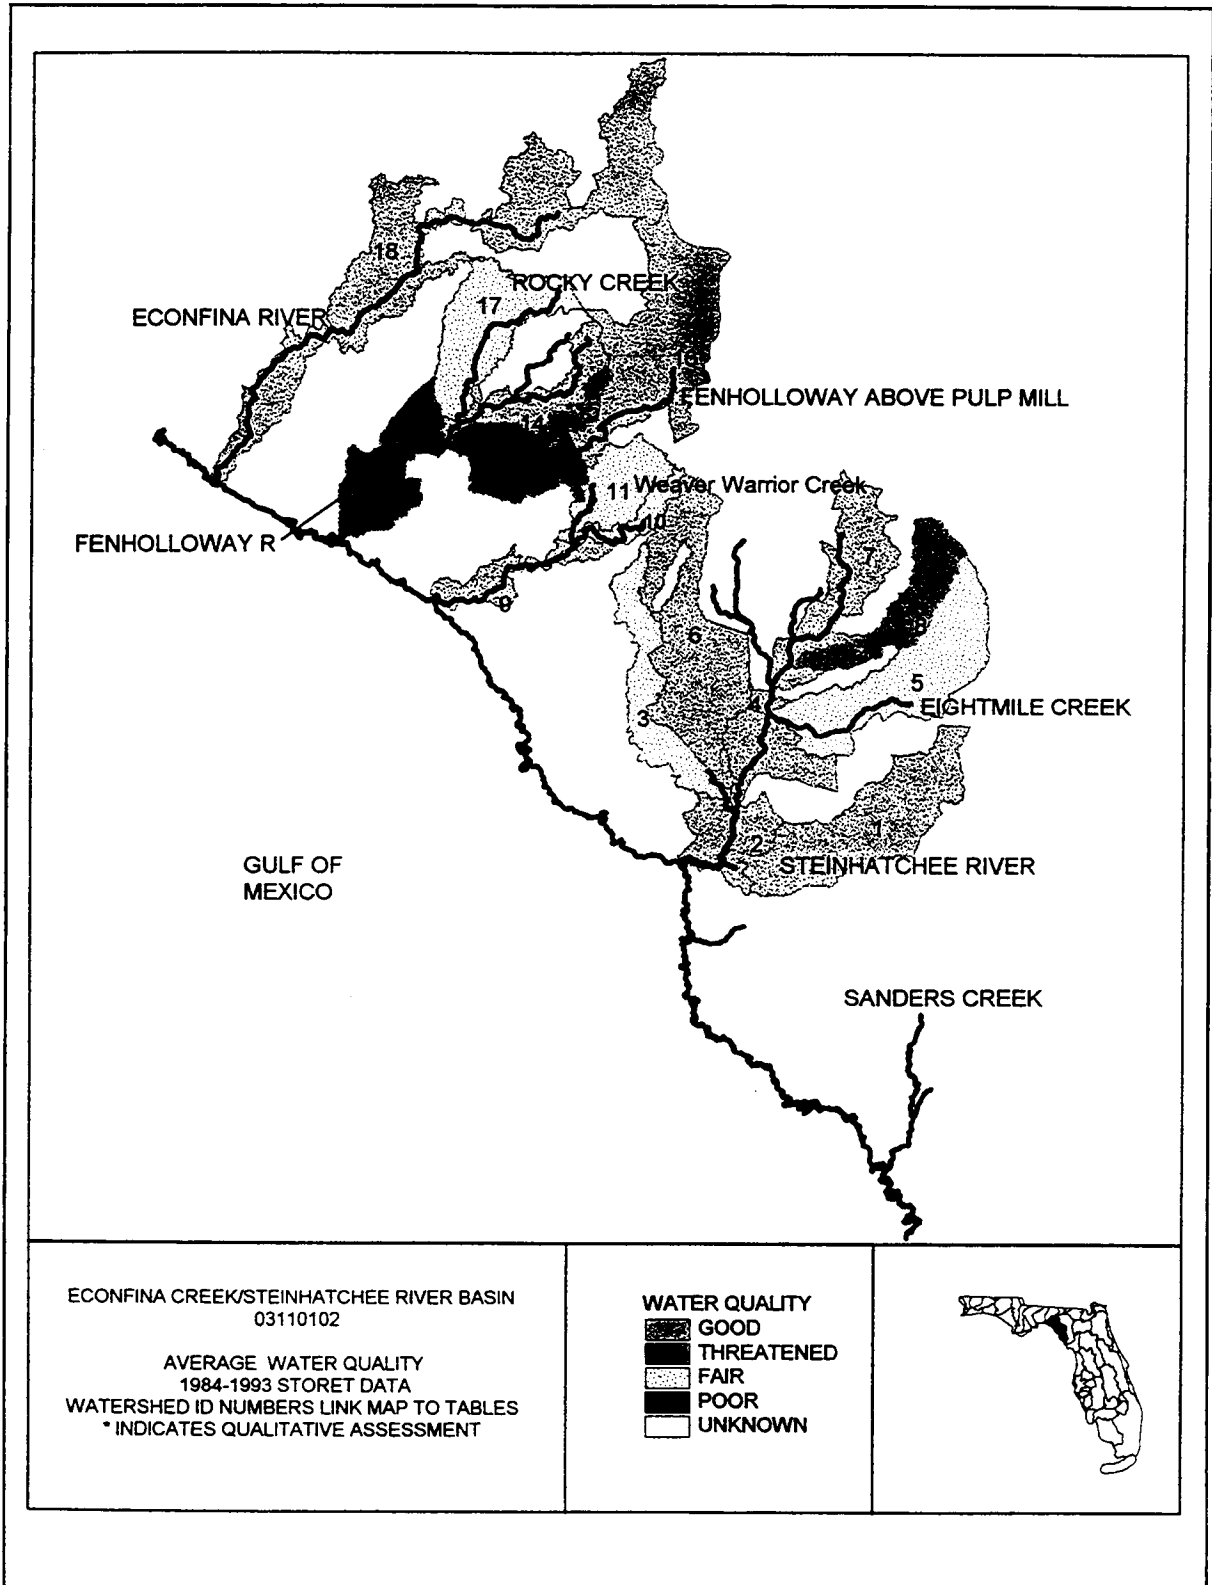 18
ROCKY CREEK
17
ECONFINA RIVER
FENHOLLOWAY ABOVE PULP MILL
14
11
Weaver Warrior Creek
10
FENHOLLOWAY R
7
9
8
6
5
4
EIGHTMILE CREEK
3
1
2
STEINHATCHEE RIVER
GULF OF
MEXICO
SANDERS CREEK
ECONFINA CREEK/STEINHATCHEE RIVER BASIN
03110102
AVERAGE WATER QUALITY
1984-1993 STORET DATA
WATERSHED ID NUMBERS LINK MAP TO TABLES
* INDICATES QUALITATIVE ASSESSMENT
WATER QUALITY
GOOD
THREATENED
FAIR
POOR
UNKNOWN